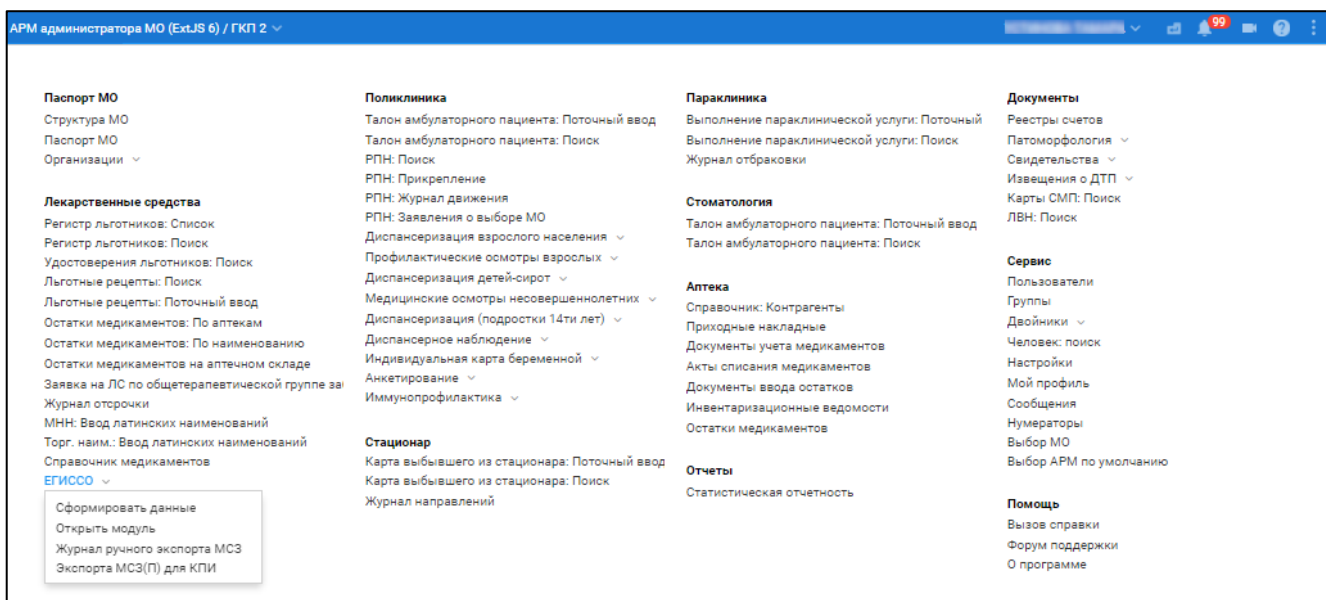 АРМ администратора МО (ExtJS 6) / ГКП 2
99
Паспорт МО
Структура МО
Паспорт МО
Организации
Лекарственные средства
Регистр льготников: Список
Регистр льготников: Поиск
Удостоверения льготников: Поиск
Льготные рецепты: Поиск
Льготные рецепты: Поточный ввод
Остатки медикаментов: По аптекам
Остатки медикаментов: По наименованию
Остатки медикаментов на аптечном складе
Заявка на ЛС по общетерапевтической группе за
Журнал отсрочки
МНН: Ввод латинских наименований
Торг. наим.: Ввод латинских наименований
Справочник медикаментов
ЕГИССО
Сформировать данные
Открыть модуль
Журнал ручного экспорта МСЗ
Экспорта МСЗ(П) для КПИ
Поликлиника
Талон амбулаторного пациента: Поточный ввод
Талон амбулаторного пациента: Поиск
РПН: Поиск
РПН: Прикрепление
РПН: Журнал движения
РПН: Заявления о выборе МО
Диспансеризация взрослого населения
Профилактические осмотры взрослых
Диспансеризация детей-сирот
Медицинские осмотры несовершеннолетних
Диспансеризация (подростки 14ти лет)
Диспансерное наблюдение
Индивидуальная карта беременной
Анкетирование
Иммунопрофилактика
Стационар
Карта выбывшего из стационара: Поточный ввод
Карта выбывшего из стационара: Поиск
Журнал направлений
Параклиника
Выполнение параклинической услуги: Поточный
Выполнение параклинической услуги: Поиск
Журнал отбраковки
Стоматология
Талон амбулаторного пациента: Поточный ввод
Талон амбулаторного пациента: Поиск
Аптека
Справочник: Контрагенты
Приходные накладные
Документы учета медикаментов
Акты списания медикаментов
Документы ввода остатков
Инвентаризационные ведомости
Остатки медикаментов
Отчеты
Статистическая отчетность
Документы
Реестры счетов
Патоморфология
Свидетельства
Извещения о ДТП
Карты СМП: Поиск
ЛВН: Поиск
Сервис
Пользователи
Группы
Двойники
Человек: поиск
Настройки
Мой профиль
Сообщения
Нумераторы
Выбор МО
Выбор АРМ по умолчанию
Помощь
Вызов справки
Форум поддержки
О программе